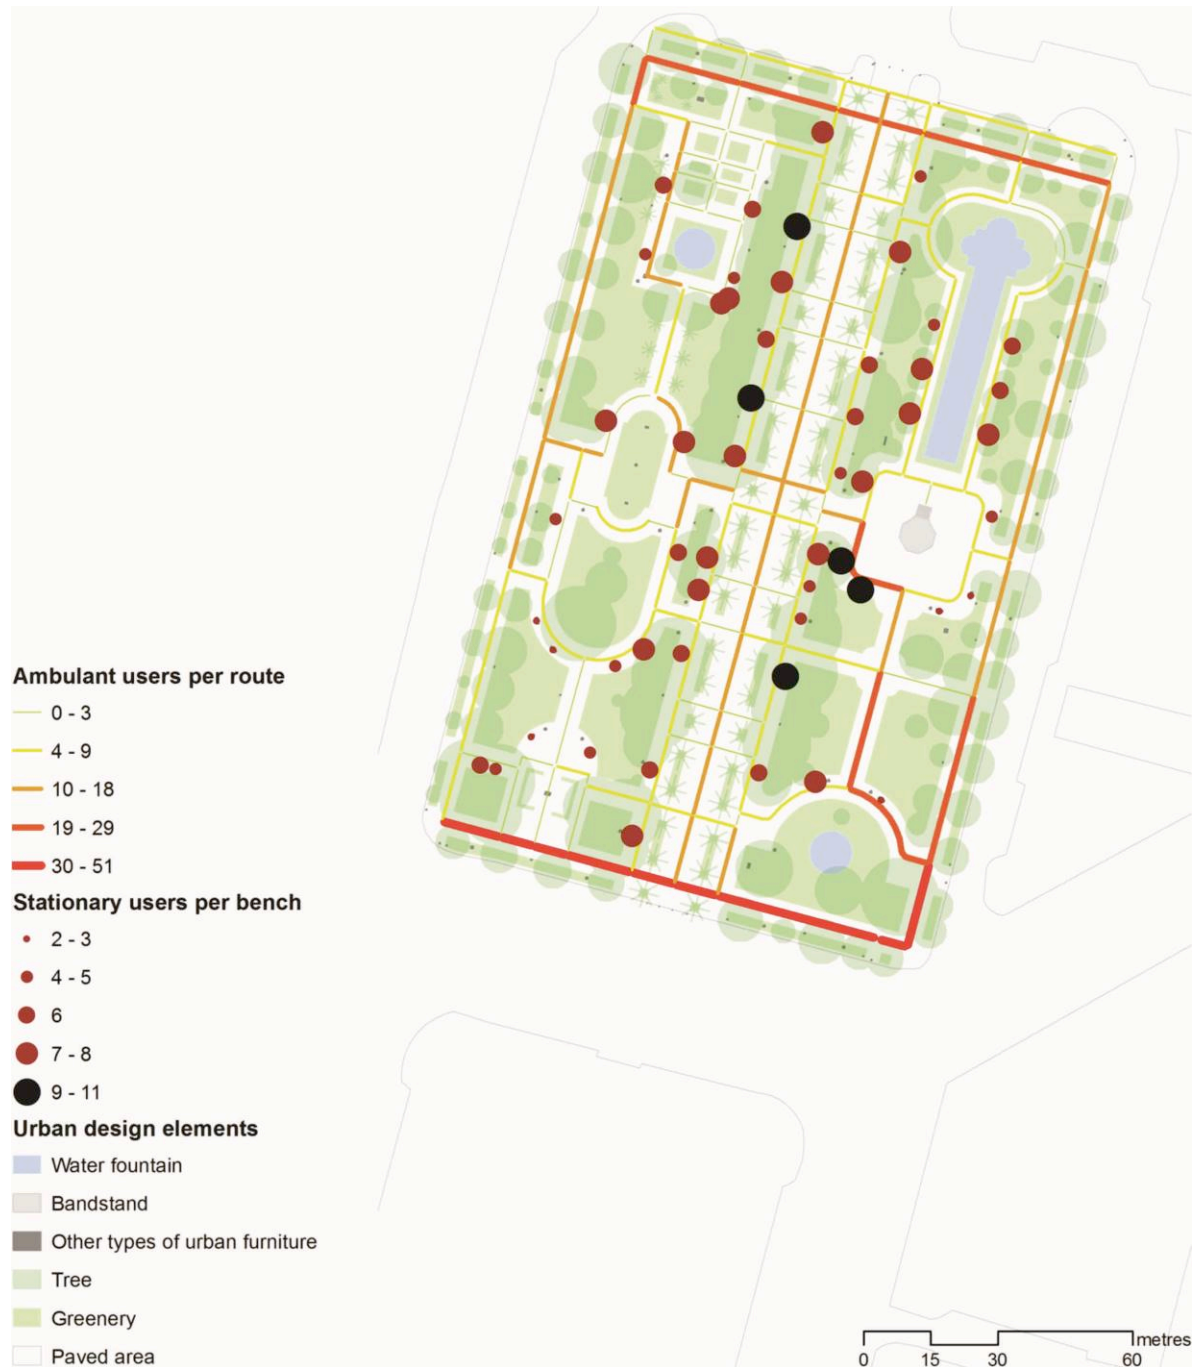 Ambulant users per route
0 - 3
4 - 9
10 - 18
19 - 29
30 - 51
Stationary users per bench
2 - 3
4 - 5
6
7 - 8
9 - 11
Urban design elements
Water fountain
Bandstand
Other types of urban furniture
Tree
Greenery
Paved area
metres
0 15 30 60